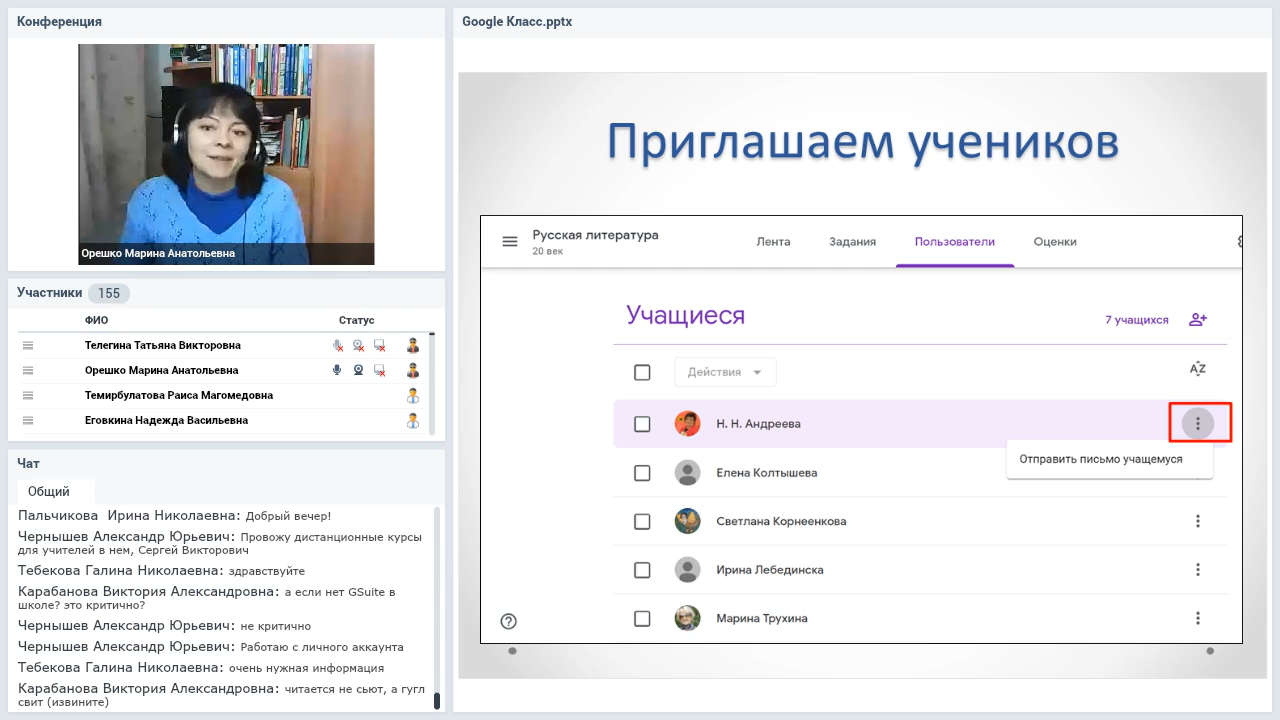 Конференция
Орешко Марина Анатольевна
Участники 155
ФИО Статус
Телегина Татьяна Викторовна
Орешко Марина Анатольевна
Темирбулатова Раиса Магомедовна
Еговкина Надежда Васильевна
Чат
Общий
Пальчикова Ирина Николаевна: Добрый вечер!
Чернышев Александр Юрьевич: Провожу дистанционные курсы
для учителей в нем, Сергей Викторович
Тебекова Галина Николаевна: здравствуйте
Карабанова Виктория Александровна: а если нет GSuite в
школе? это критично?
Чернышев Александр Юрьевич: не критично
Чернышев Александр Юрьевич: Работаю с личного аккаунта
Тебекова Галина Николаевна: очень нужная информация
Карабанова Виктория Александровна: читается не сьют, а гугл
свит (извините)
Google Класс.pptx
Приглашаем учеников
Русская литература
20 век
Лента Задания Пользователи Оценки
Учащиеся
7 учащихся
Действия
AZ
Н. Н. Андреева
Отправить письмо учащемуся
Елена Колтышева
Светлана Корнеенкова
Ирина Лебединска
Марина Трухина